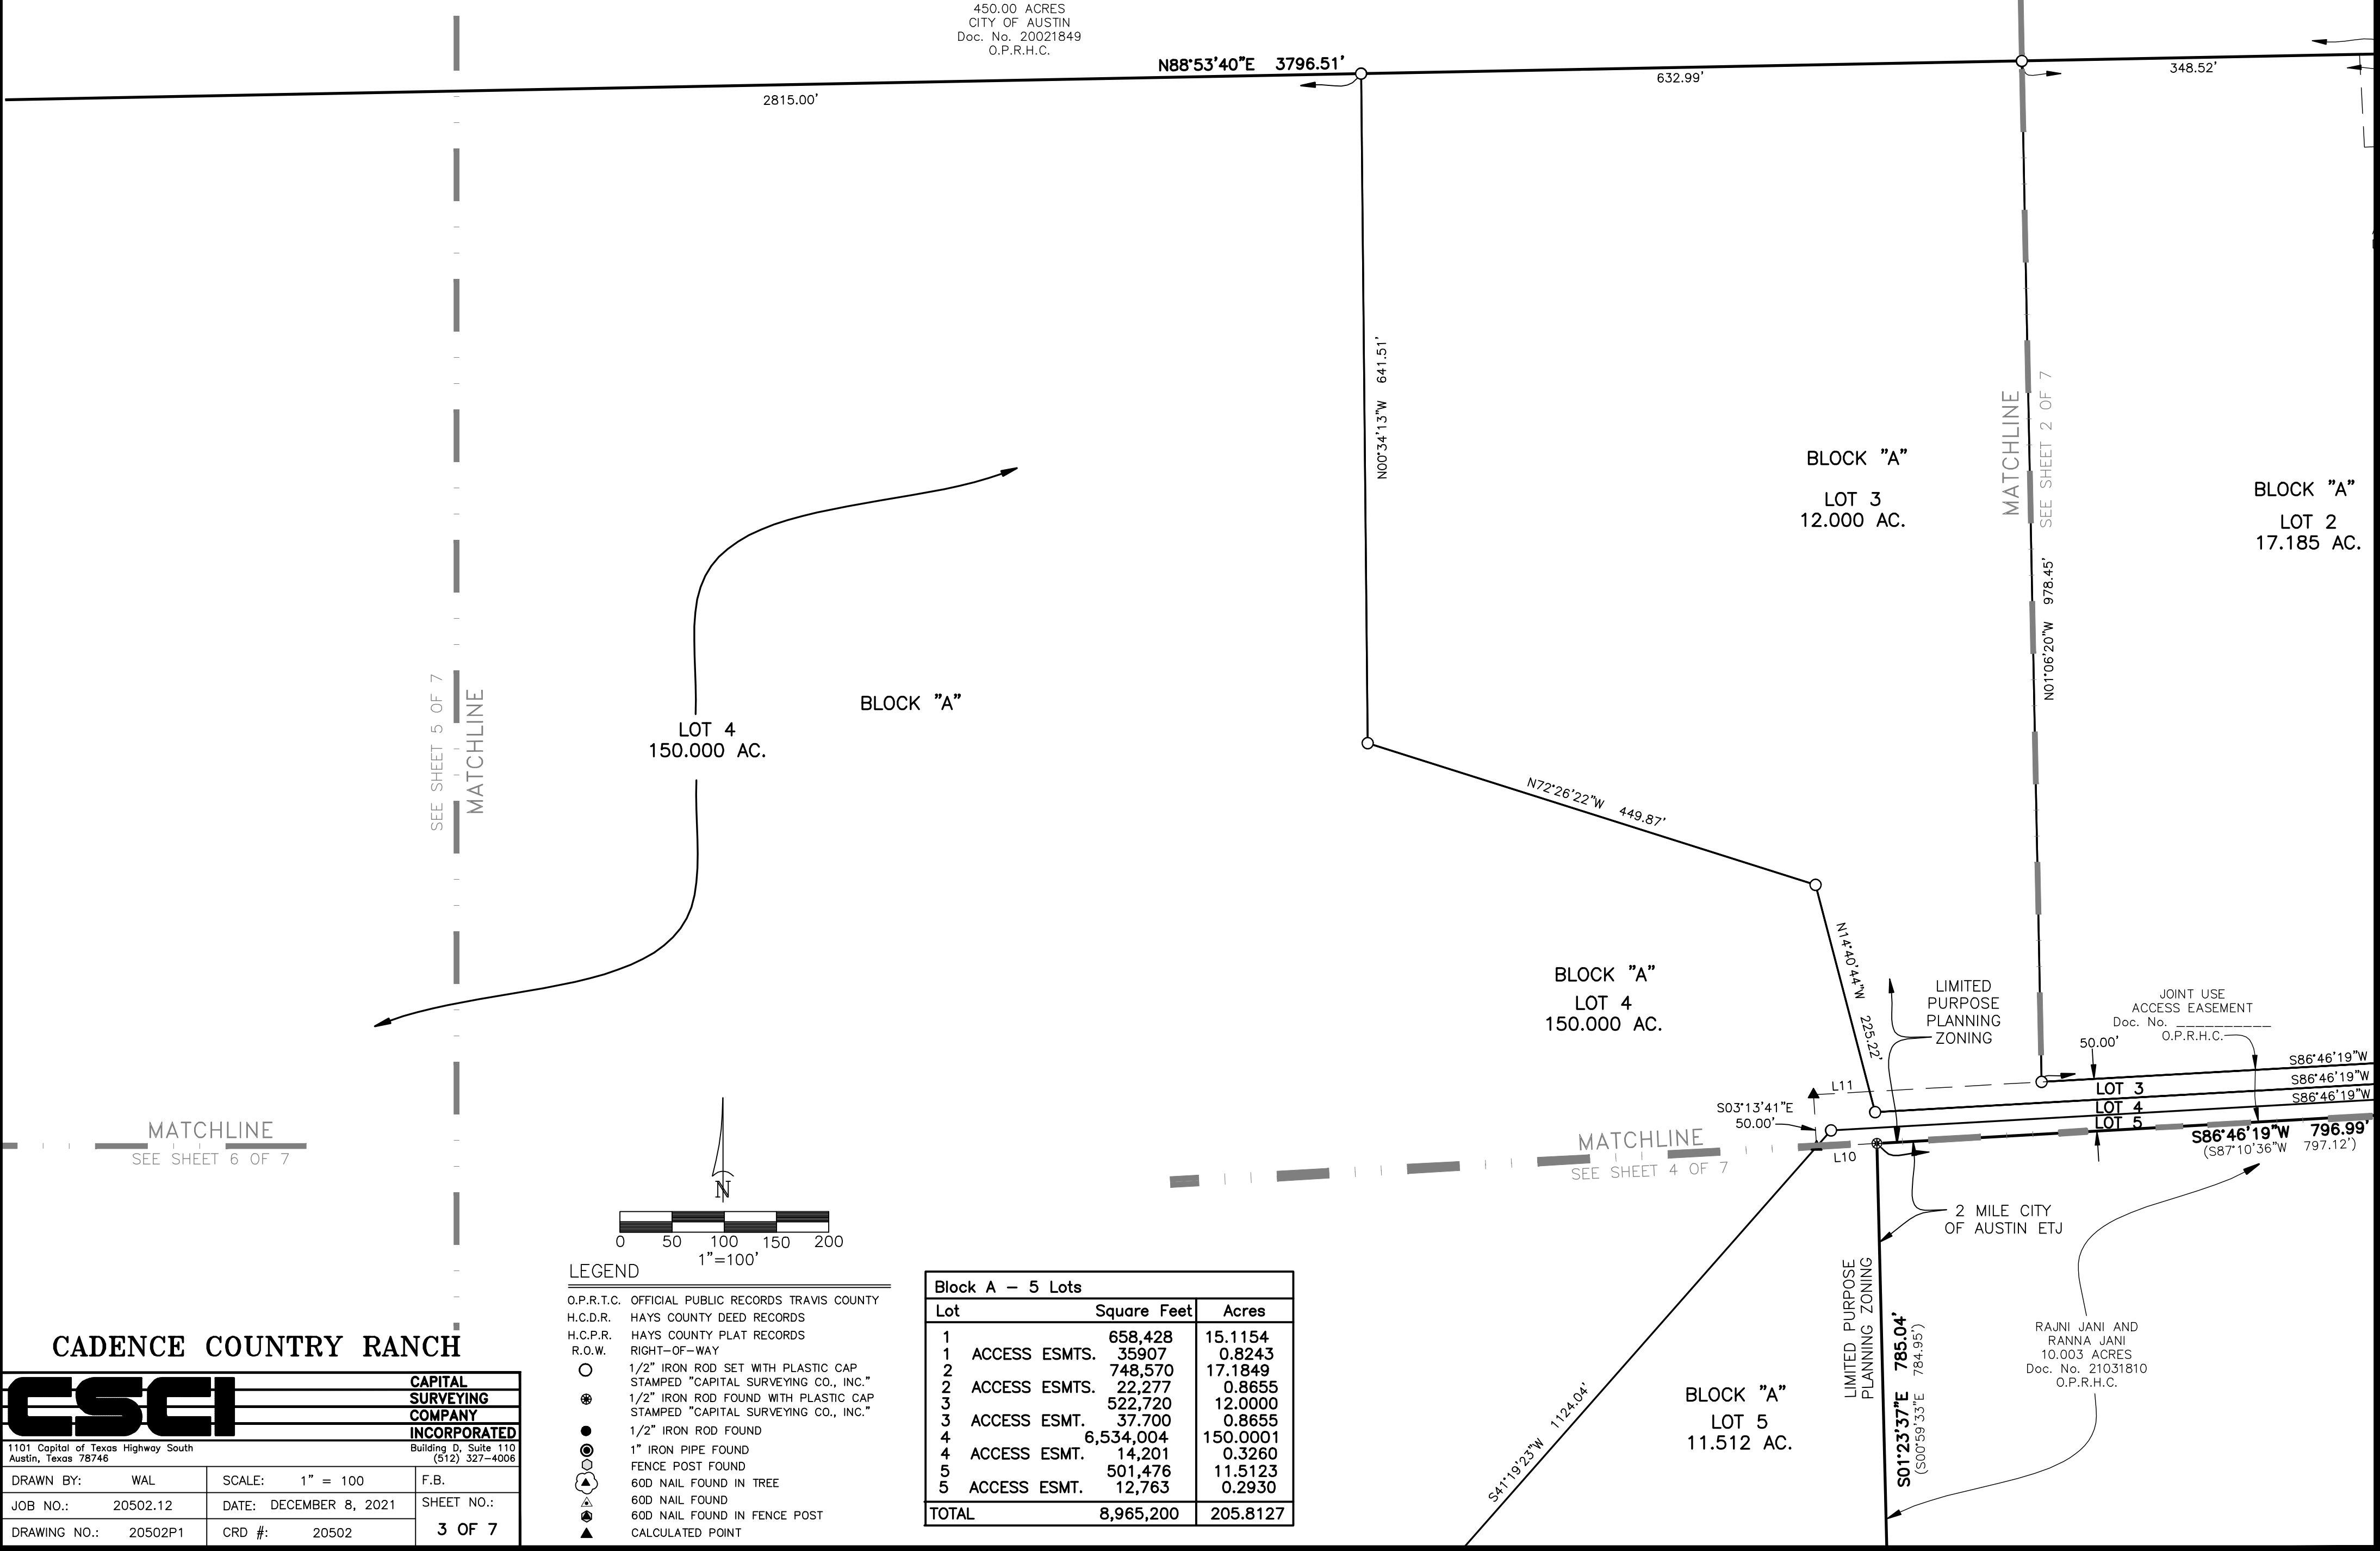 450.00 ACRES
CITY OF AUSTIN
Doc. No. 20021849
O.P.R.H.C.
N88°53'40"E 3796.51'
2815.00'
632.99'
348.52'
N00°34'13"W 641.51'
BLOCK "A"
LOT 3
12.000 AC.
MATCHLINE
SEE SHEET 2 OF 7
N01°06'20"W 978.45'
BLOCK "A"
LOT 2
17.185 AC.
SEE SHEET 5 OF 7
MATCHLINE
LOT 4
150.000 AC.
BLOCK "A"
N72°26'22"W 449.87'
N14°40'44"W 225.22'
BLOCK "A"
LOT 4
150.000 AC.
LIMITED
PURPOSE
PLANNING
ZONING
JOINT USE
ACCESS EASEMENT
Doc. No. __________
O.P.R.H.C.
50.00'
S86°46'19"W
S86°46'19"W
S86°46'19"W
L11
LOT 3
LOT 4
LOT 5
S03°13'41"E
50.00'
L10
S86°46'19"W 796.99'
(S87°10'36"W 797.12')
MATCHLINE
SEE SHEET 6 OF 7
MATCHLINE
SEE SHEET 4 OF 7
2 MILE CITY
OF AUSTIN ETJ
LIMITED PURPOSE
PLANNING ZONING
S01°23'37"E 785.04'
(S00°59'33"E 784.95')
RAJNI JANI AND
RANNA JANI
10.003 ACRES
Doc. No. 21031810
O.P.R.H.C.
S41°19'23"W 1124.04'
BLOCK "A"
LOT 5
11.512 AC.
N
0 50 100 150 200
1"=100'
LEGEND
O.P.R.T.C. OFFICIAL PUBLIC RECORDS TRAVIS COUNTY
H.C.D.R. HAYS COUNTY DEED RECORDS
H.C.P.R. HAYS COUNTY PLAT RECORDS
R.O.W. RIGHT-OF-WAY
1/2" IRON ROD SET WITH PLASTIC CAP
STAMPED "CAPITAL SURVEYING CO., INC."
1/2" IRON ROD FOUND WITH PLASTIC CAP
STAMPED "CAPITAL SURVEYING CO., INC."
1/2" IRON ROD FOUND
1" IRON PIPE FOUND
FENCE POST FOUND
60D NAIL FOUND IN TREE
60D NAIL FOUND
60D NAIL FOUND IN FENCE POST
CALCULATED POINT
Block A - 5 Lots
Lot Square Feet Acres
1 658,428 15.1154
1 ACCESS ESMTS. 35907 0.8243
2 748,570 17.1849
2 ACCESS ESMTS. 22,277 0.8655
3 522,720 12.0000
3 ACCESS ESMT. 37.700 0.8655
4 6,534,004 150.0001
4 ACCESS ESMT. 14,201 0.3260
5 501,476 11.5123
5 ACCESS ESMT. 12,763 0.2930
TOTAL 8,965,200 205.8127
CADENCE COUNTRY RANCH
CSCI
CAPITAL
SURVEYING
COMPANY
INCORPORATED
1101 Capital of Texas Highway South
Austin, Texas 78746
Building D, Suite 110
(512) 327-4006
DRAWN BY: WAL
SCALE: 1" = 100
F.B.
JOB NO.: 20502.12
DATE: DECEMBER 8, 2021
SHEET NO.:
3 OF 7
DRAWING NO.: 20502P1
CRD #: 20502